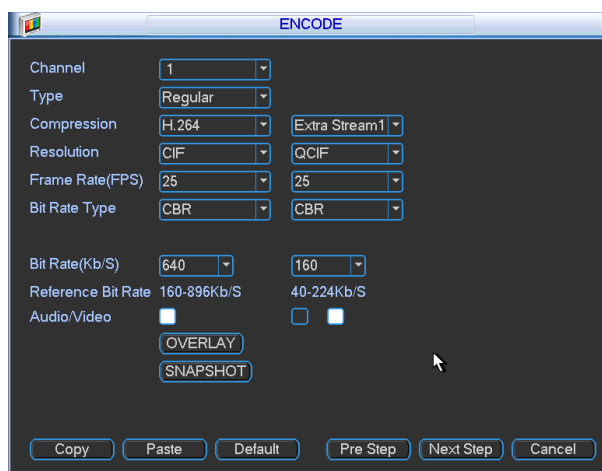 ENCODE
Channel 1
Type Regular
Compression H.264 Extra Stream1
Resolution CIF QCIF
Frame Rate(FPS) 25 25
Bit Rate Type CBR CBR
Bit Rate(Kb/S) 640 160
Reference Bit Rate 160-896Kb/S 40-224Kb/S
Audio/Video
OVERLAY
SNAPSHOT
Copy Paste Default Pre Step Next Step Cancel